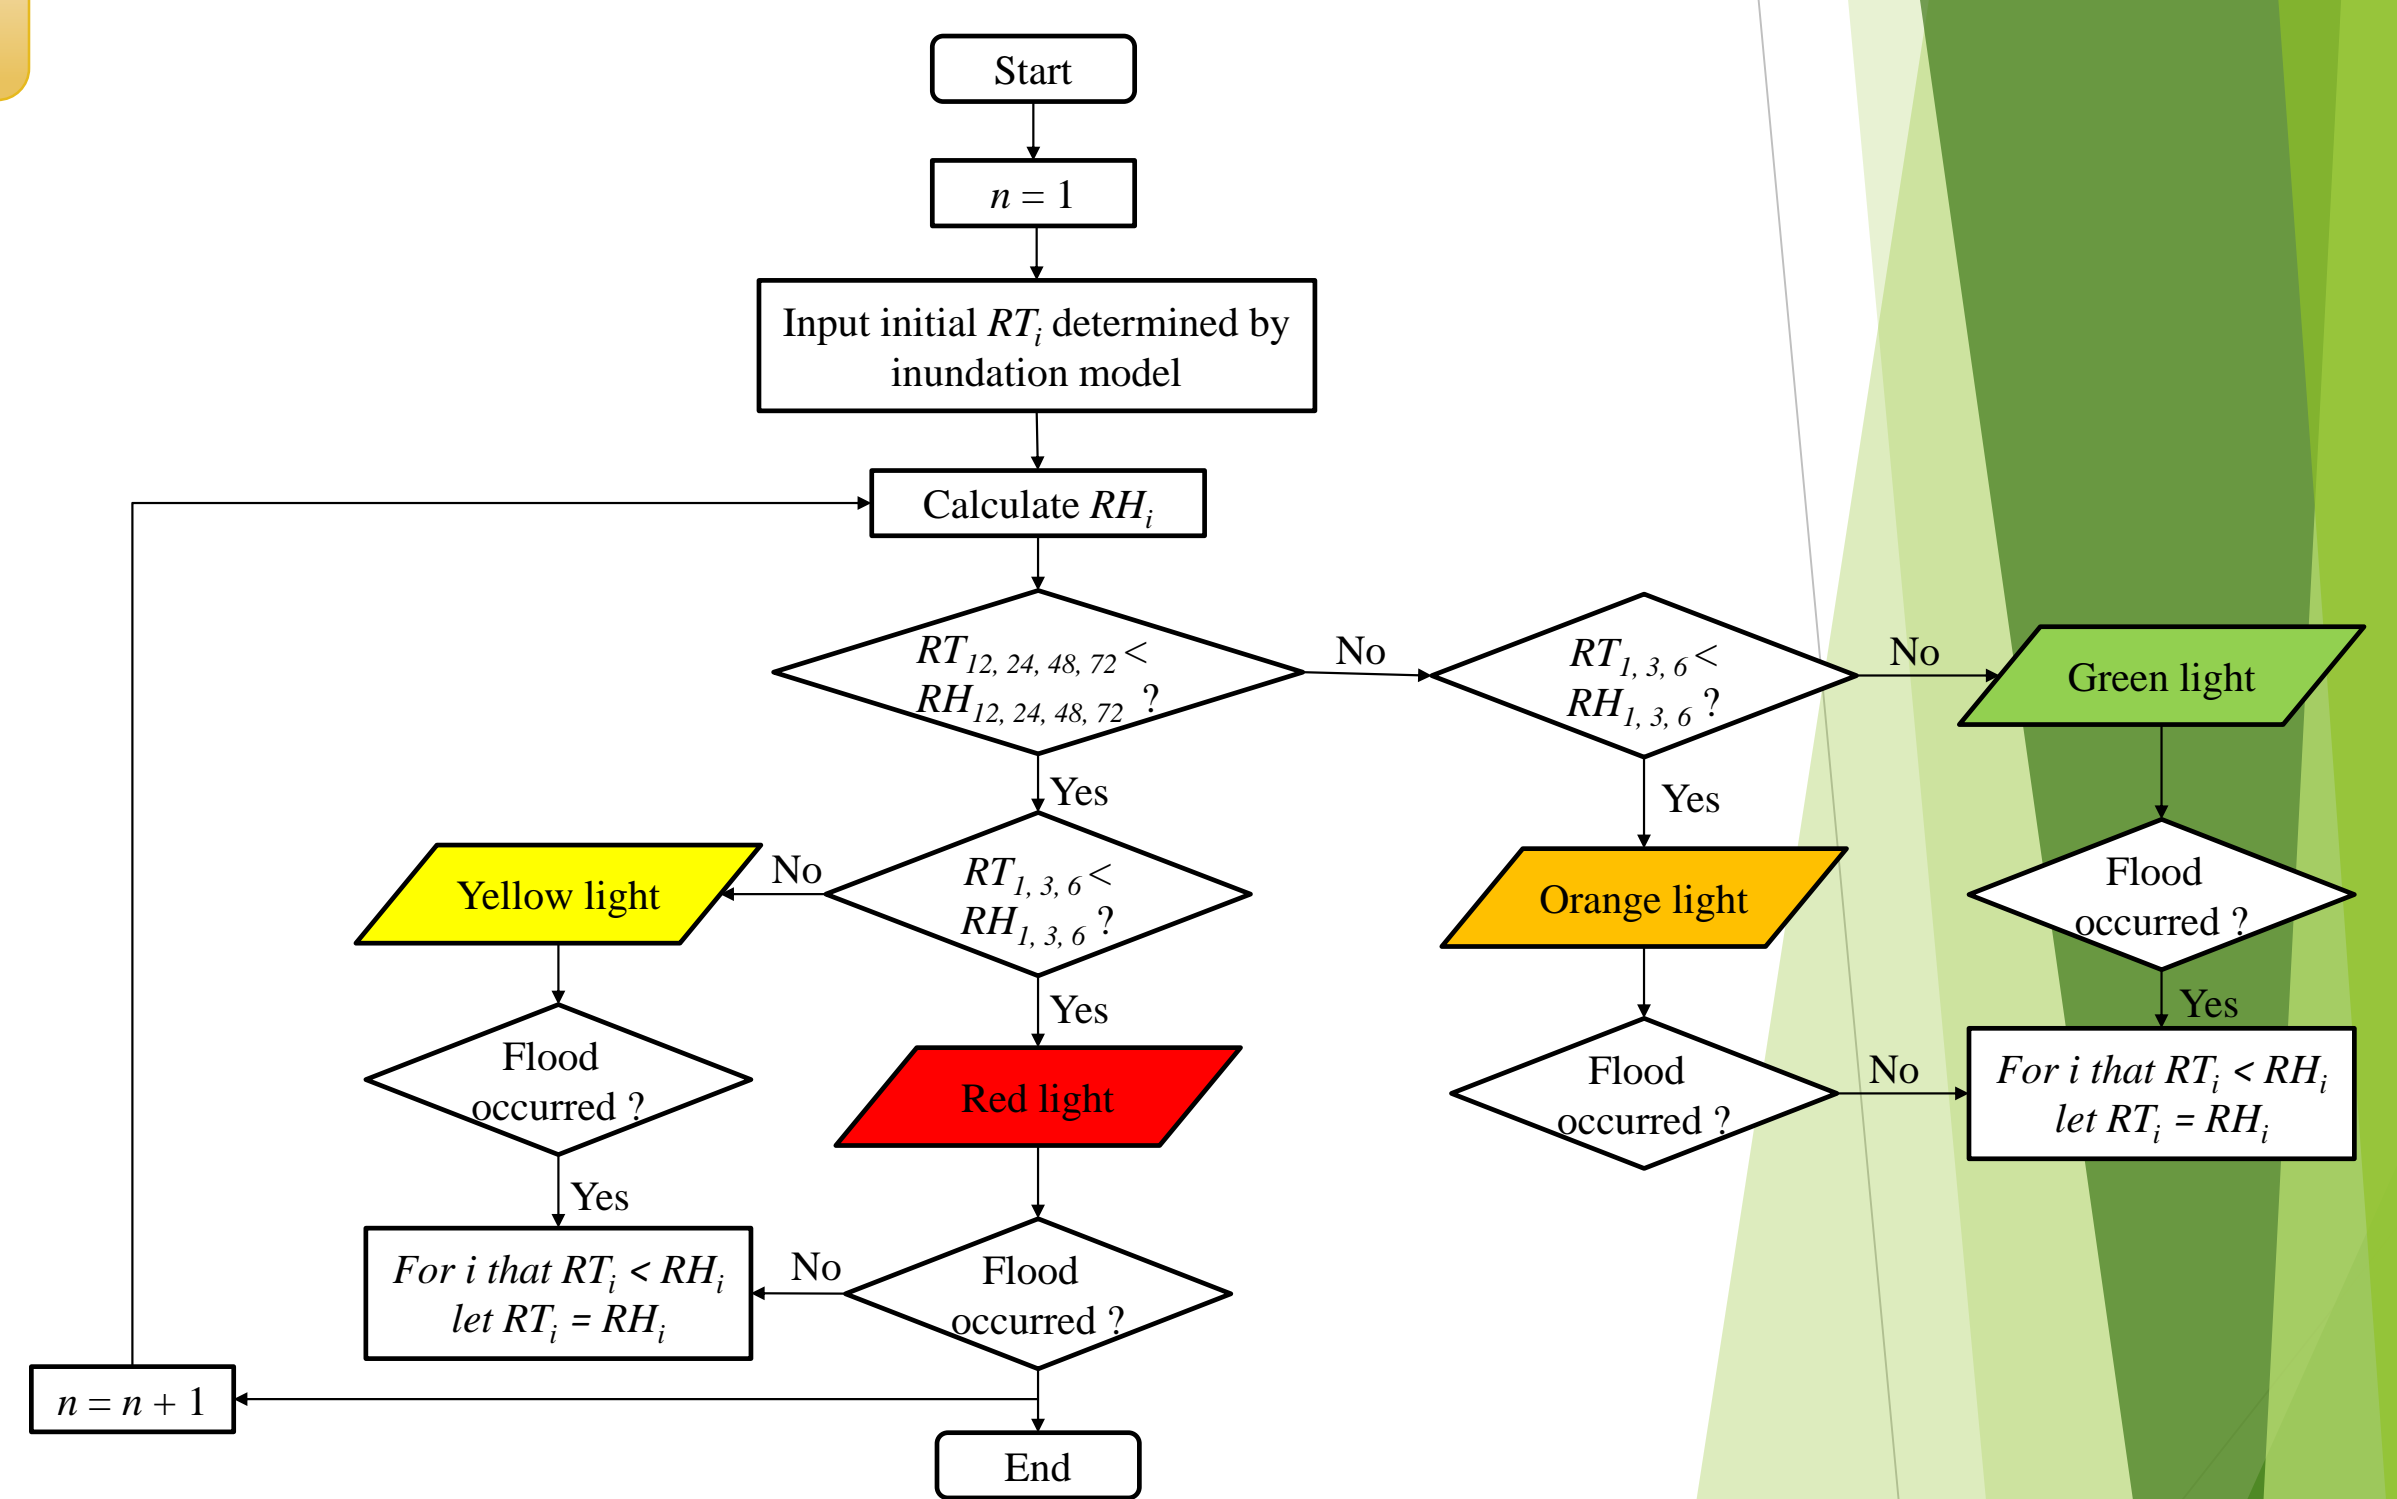 Start
n = 1
Input initial RTi determined by
inundation model
Calculate RHi
RT12, 24, 48, 72 <
RH12, 24, 48, 72 ?
No
RT1, 3, 6 <
RH1, 3, 6 ?
No
Green light
Yes
Yes
Yellow light
No
RT1, 3, 6 <
RH1, 3, 6 ?
Orange light
Flood
occurred ?
Yes
Yes
Flood
occurred ?
Red light
Flood
occurred ?
No
For i that RTi < RHi
let RTi = RHi
Yes
For i that RTi < RHi
let RTi = RHi
No
Flood
occurred ?
n = n + 1
End